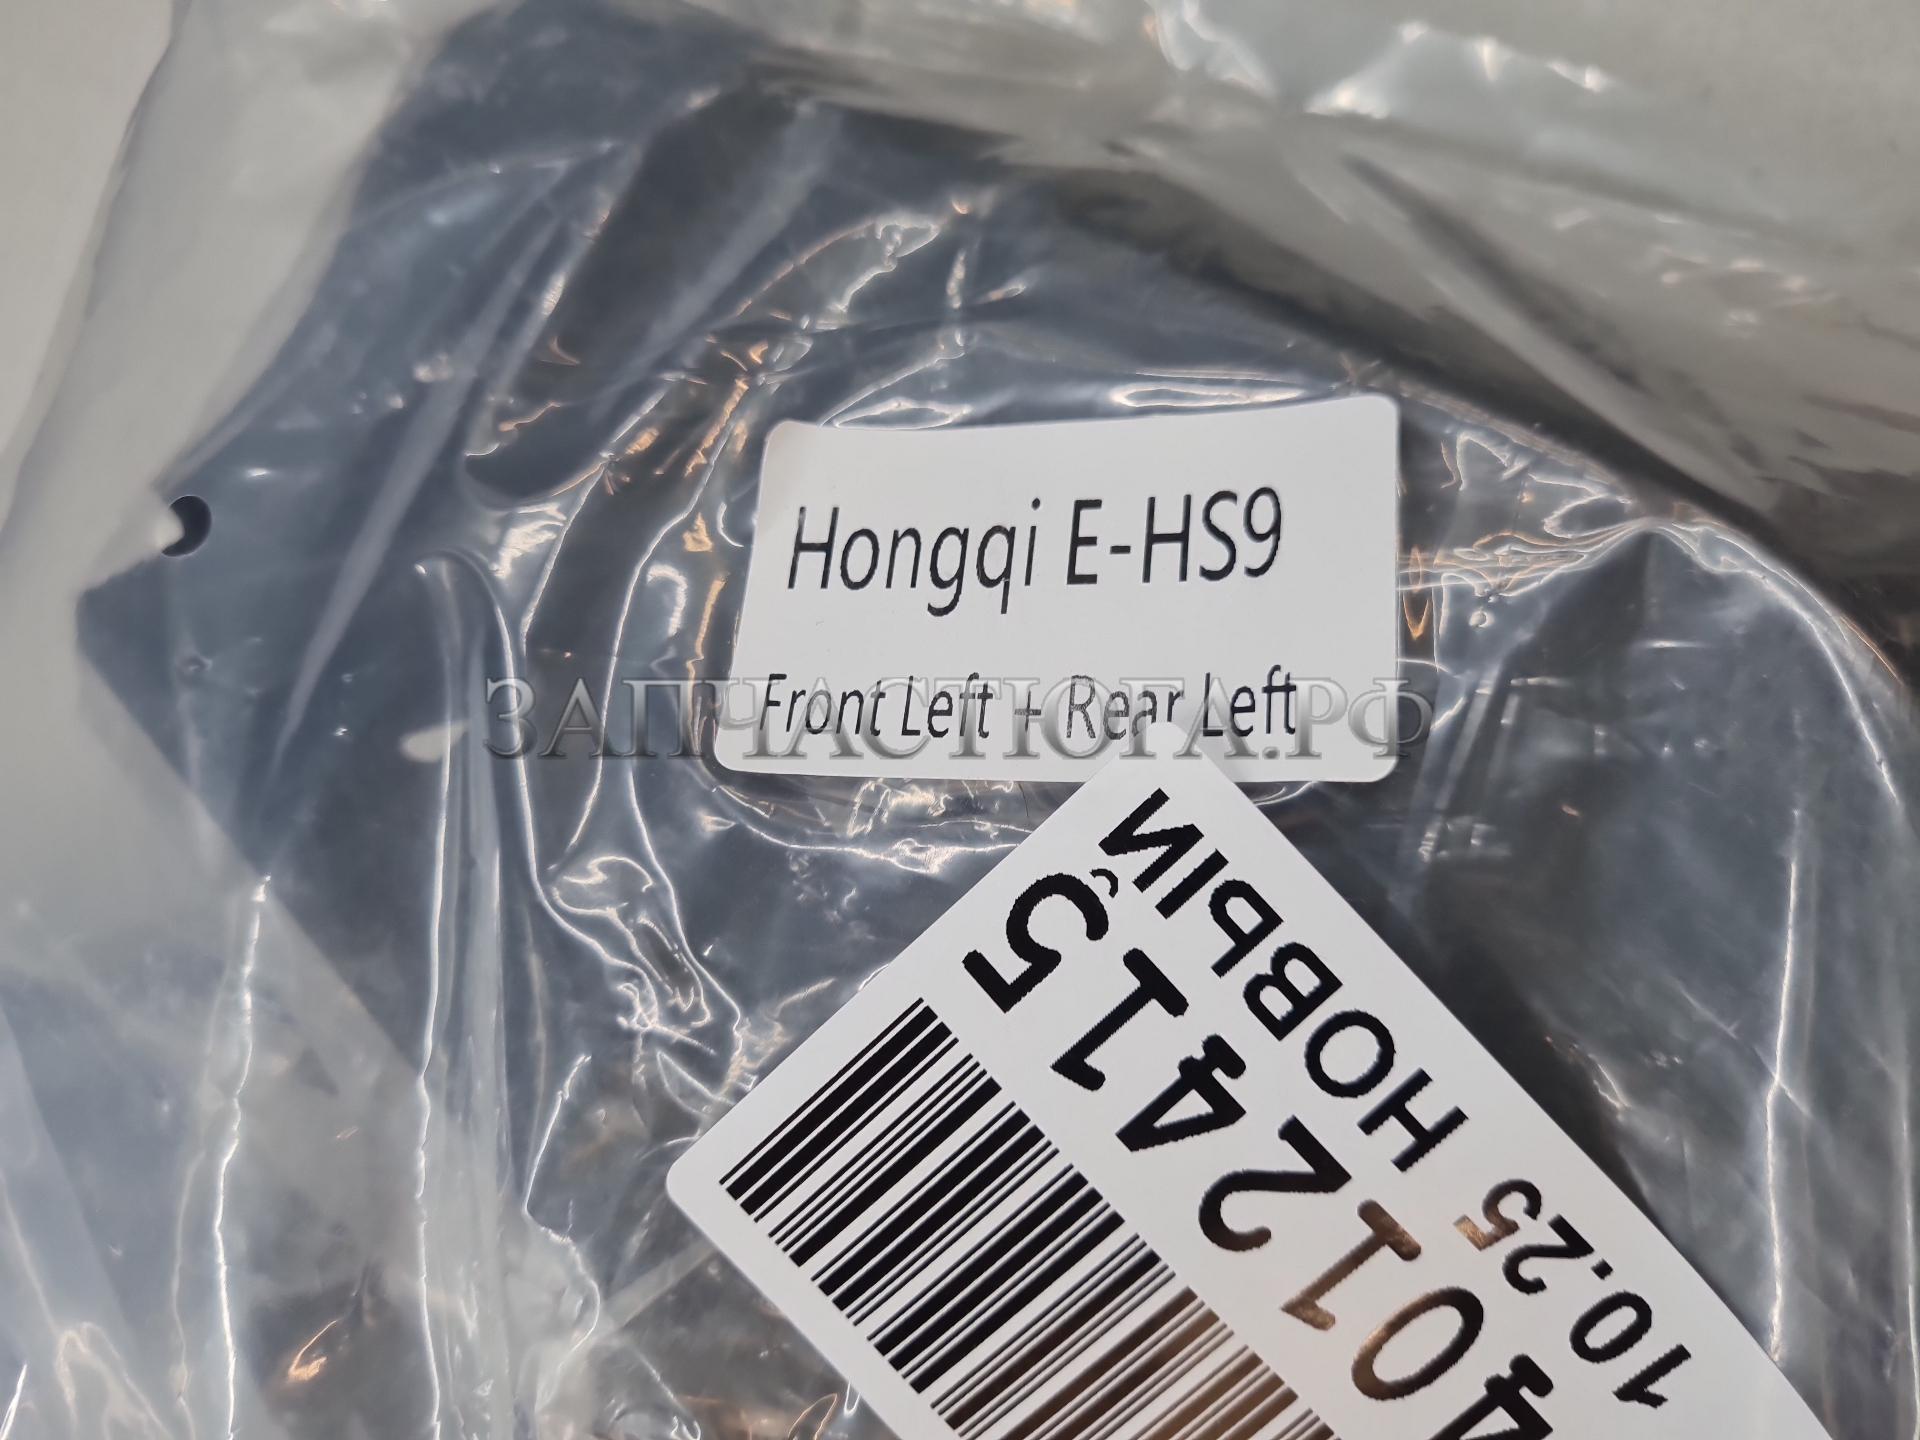 Hongqi E-HS9
Front Left + Rear Left
ЗАПЧАСТЮГА.РФ
4012415
10.25 НОВЫЙ